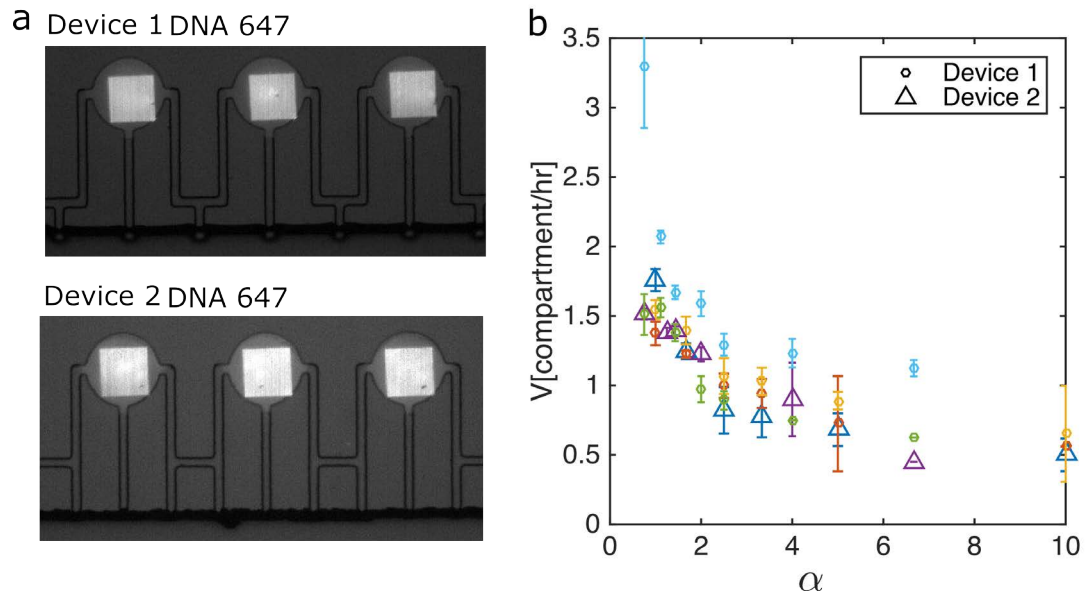 a
Device 1 DNA 647
Device 2 DNA 647
b
3.5
3
2.5
2
1.5
1
0.5
0
V[compartment/hr]
Device 1
Device 2
0 2 4 6 8 10
α